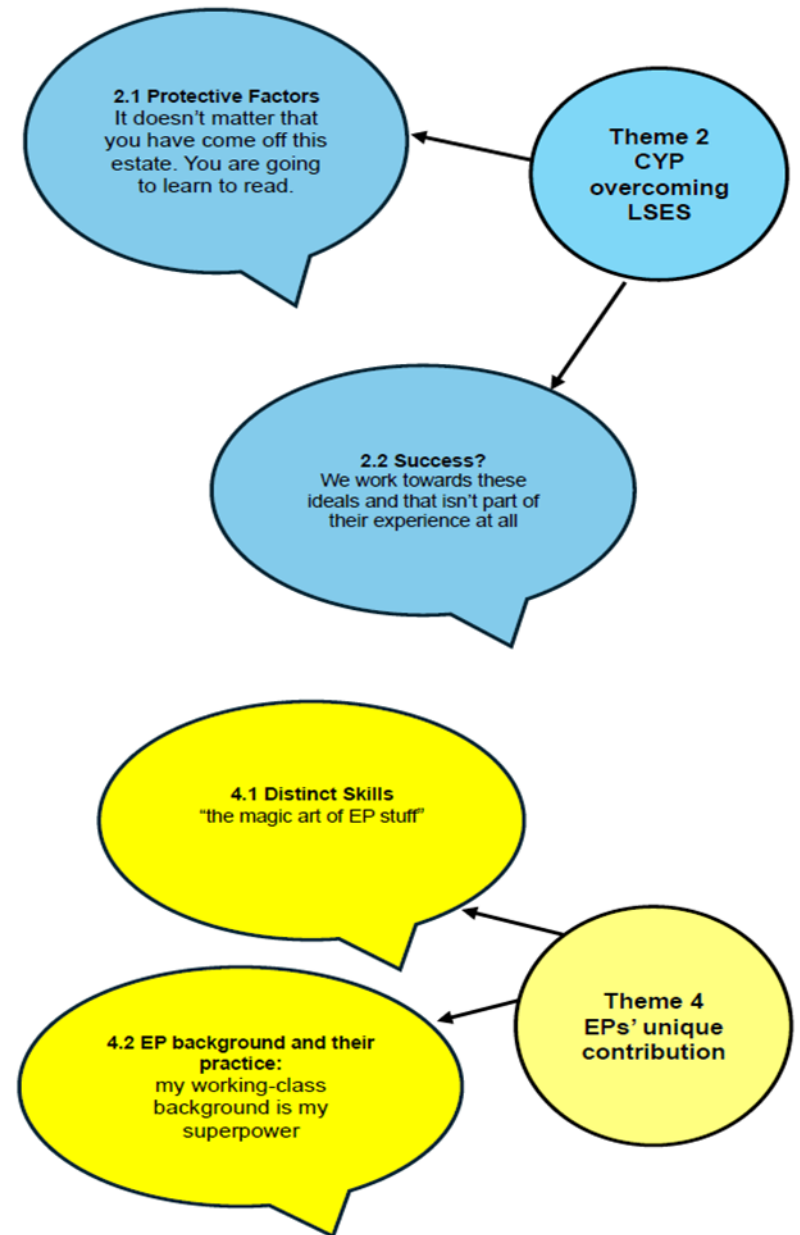 2.1 Protective Factors
It doesn’t matter that
you have come off this
estate. You are going
to learn to read.
Theme 2
CYP
overcoming
LSES
2.2 Success?
We work towards these
ideals and that isn’t part of
their experience at all
4.1 Distinct Skills
“the magic art of EP stuff”
Theme 4
EPs’ unique
contribution
4.2 EP background and their
practice:
my working-class
background is my
superpower